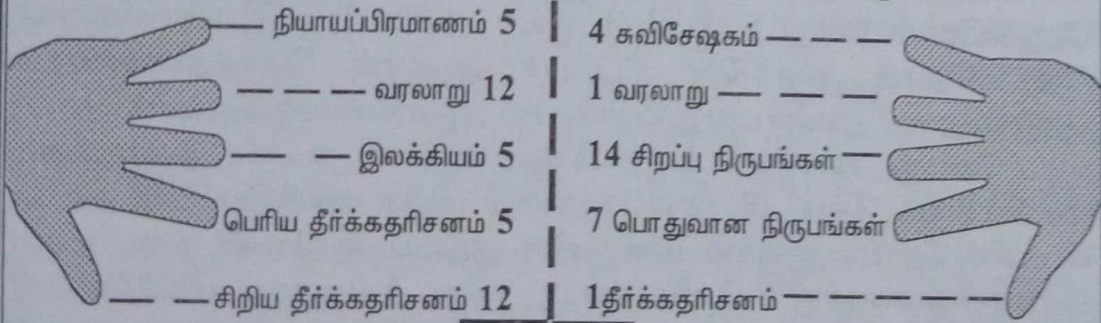 நியாயப்பிரமாணம் 5
வரலாறு 12
இலக்கியம் 5
பெரிய தீர்க்கதரிசனம் 5
சிறிய தீர்க்கதரிசனம் 12
4 சுவிசேஷகம்
1 வரலாறு
14 சிறப்பு நிருபங்கள்
7 பொதுவான நிருபங்கள்
1தீர்க்கதரிசனம்